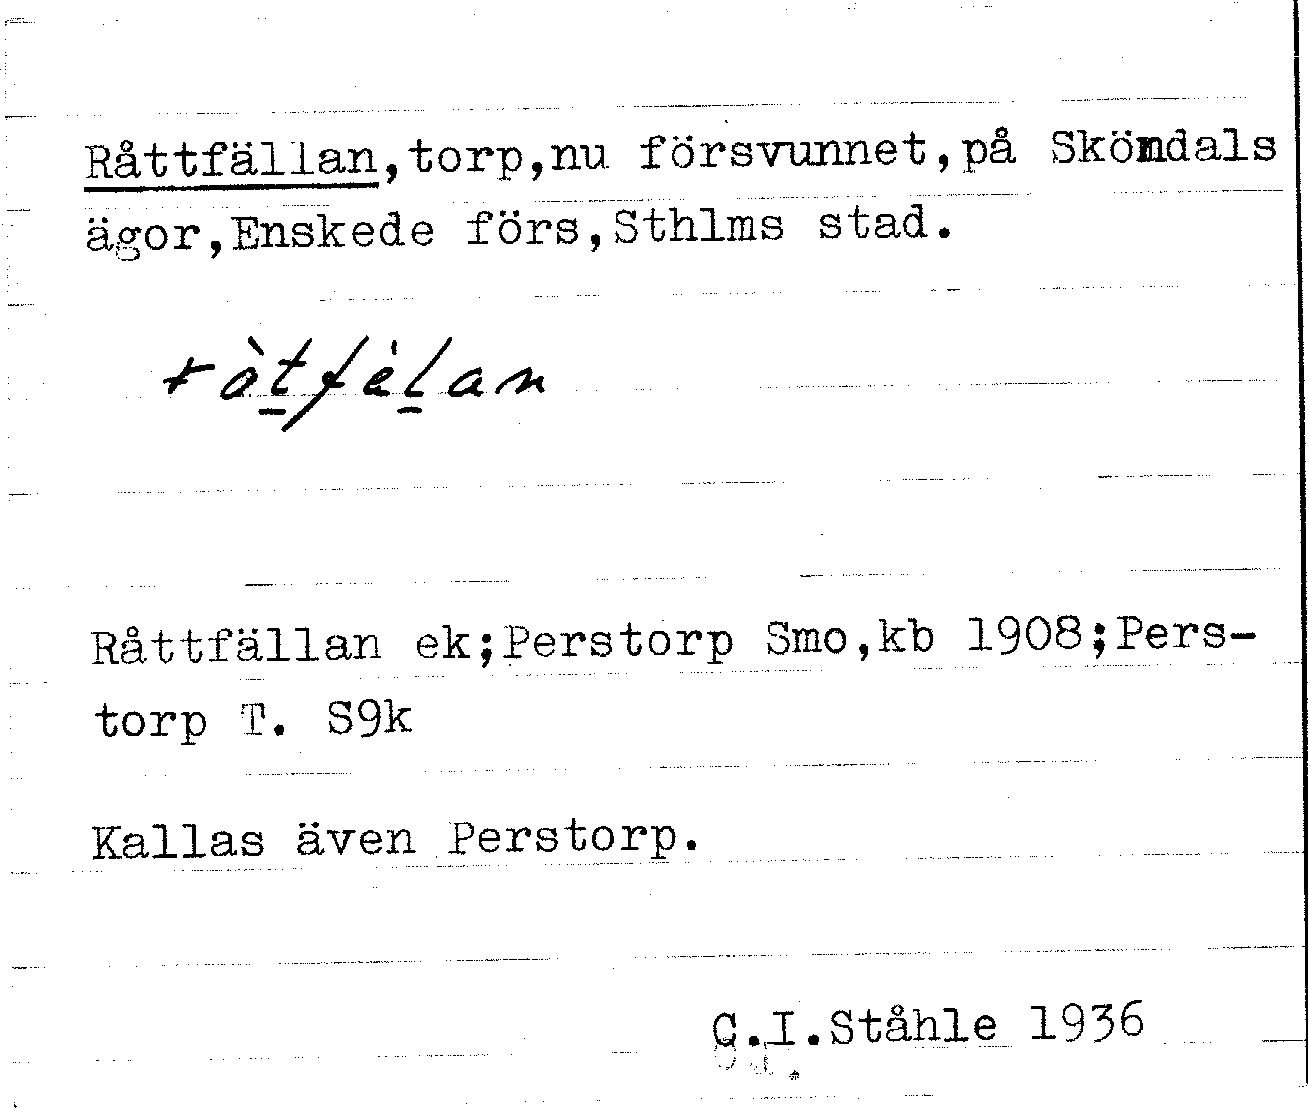 Råttfällan,torp,nu försvunnet,på Sköndals
ägor,Enskede förs,Sthlms stad.
ràtfèlan
Råttfällan ek;Perstorp Smo,kb 1908;Pers-
torp T. S9k
Kallas även Perstorp.
C.I.Ståhle 1936